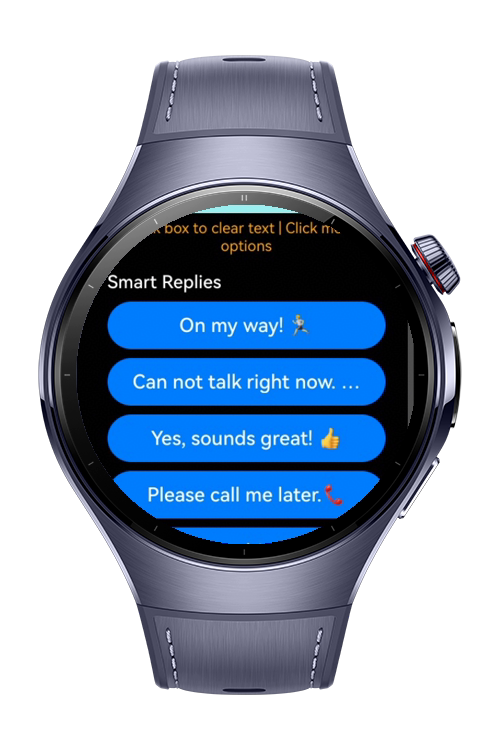 box to clear text | Click
options
Smart Replies
On my way! 🏃
Can not talk right now. ...
Yes, sounds great! 👍
Please call me later.📞